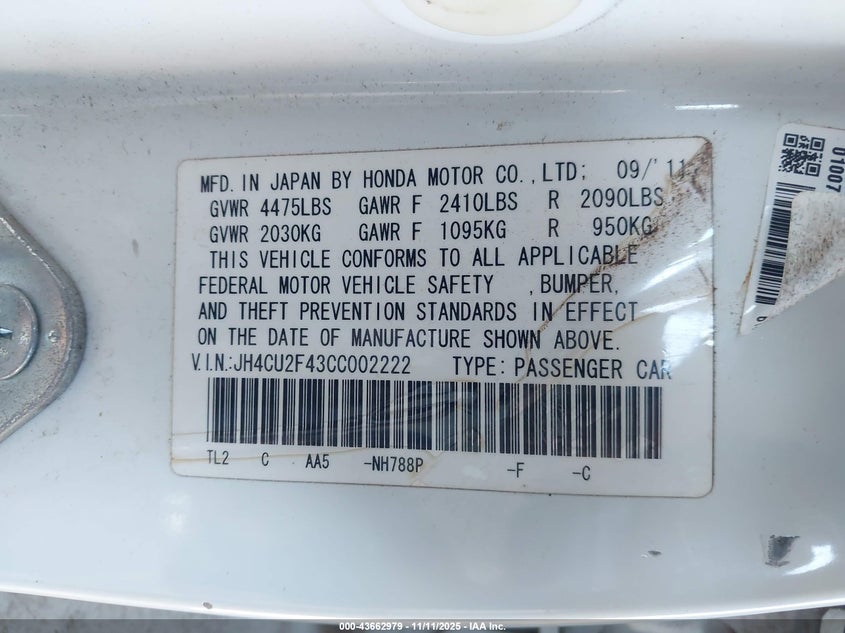 MFD. IN JAPAN BY HONDA MOTOR CO., LTD; 09/'11
GVWR 4475LBS GAWR F 2410LBS R 2090LBS
GVWR 2030KG GAWR F 1095KG R 950KG
THIS VEHICLE CONFORMS TO ALL APPLICABLE
FEDERAL MOTOR VEHICLE SAFETY , BUMPER,
AND THEFT PREVENTION STANDARDS IN EFFECT
ON THE DATE OF MANUFACTURE SHOWN ABOVE.
V.I.N.:JH4CU2F43CC002222 TYPE: PASSENGER CAR
TL2 C AA5 -NH788P -F -C
01007
000-43662979 - 11/11/2025 - IAA Inc.